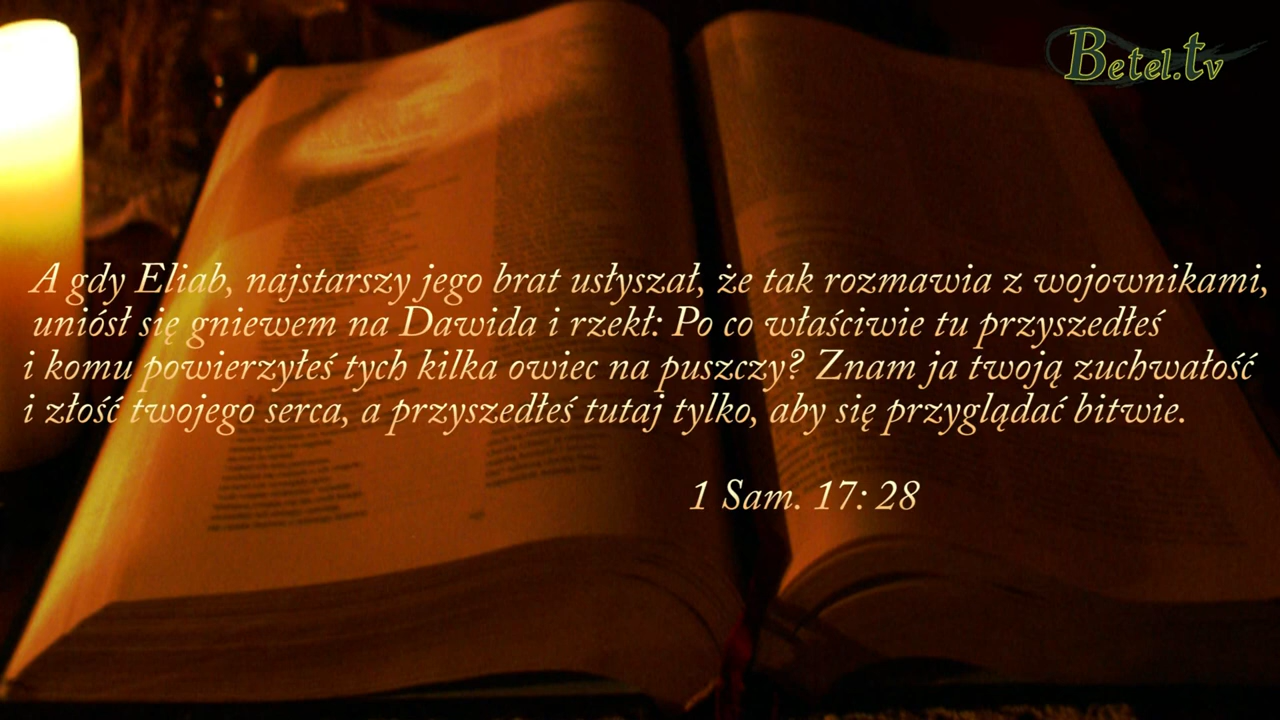 Betel.tv
A gdy Eliab, najstarszy jego brat usłyszał, że tak rozmawia z wojownikami,
uniósł się gniewem na Dawida i rzekł: Po co właściwie tu przyszedłeś
i komu powierzyłeś tych kilka owiec na puszczy? Znam ja twoją zuchwałość
i złość twojego serca, a przyszedłeś tutaj tylko, aby się przyglądać bitwie.
1 Sam. 17: 28